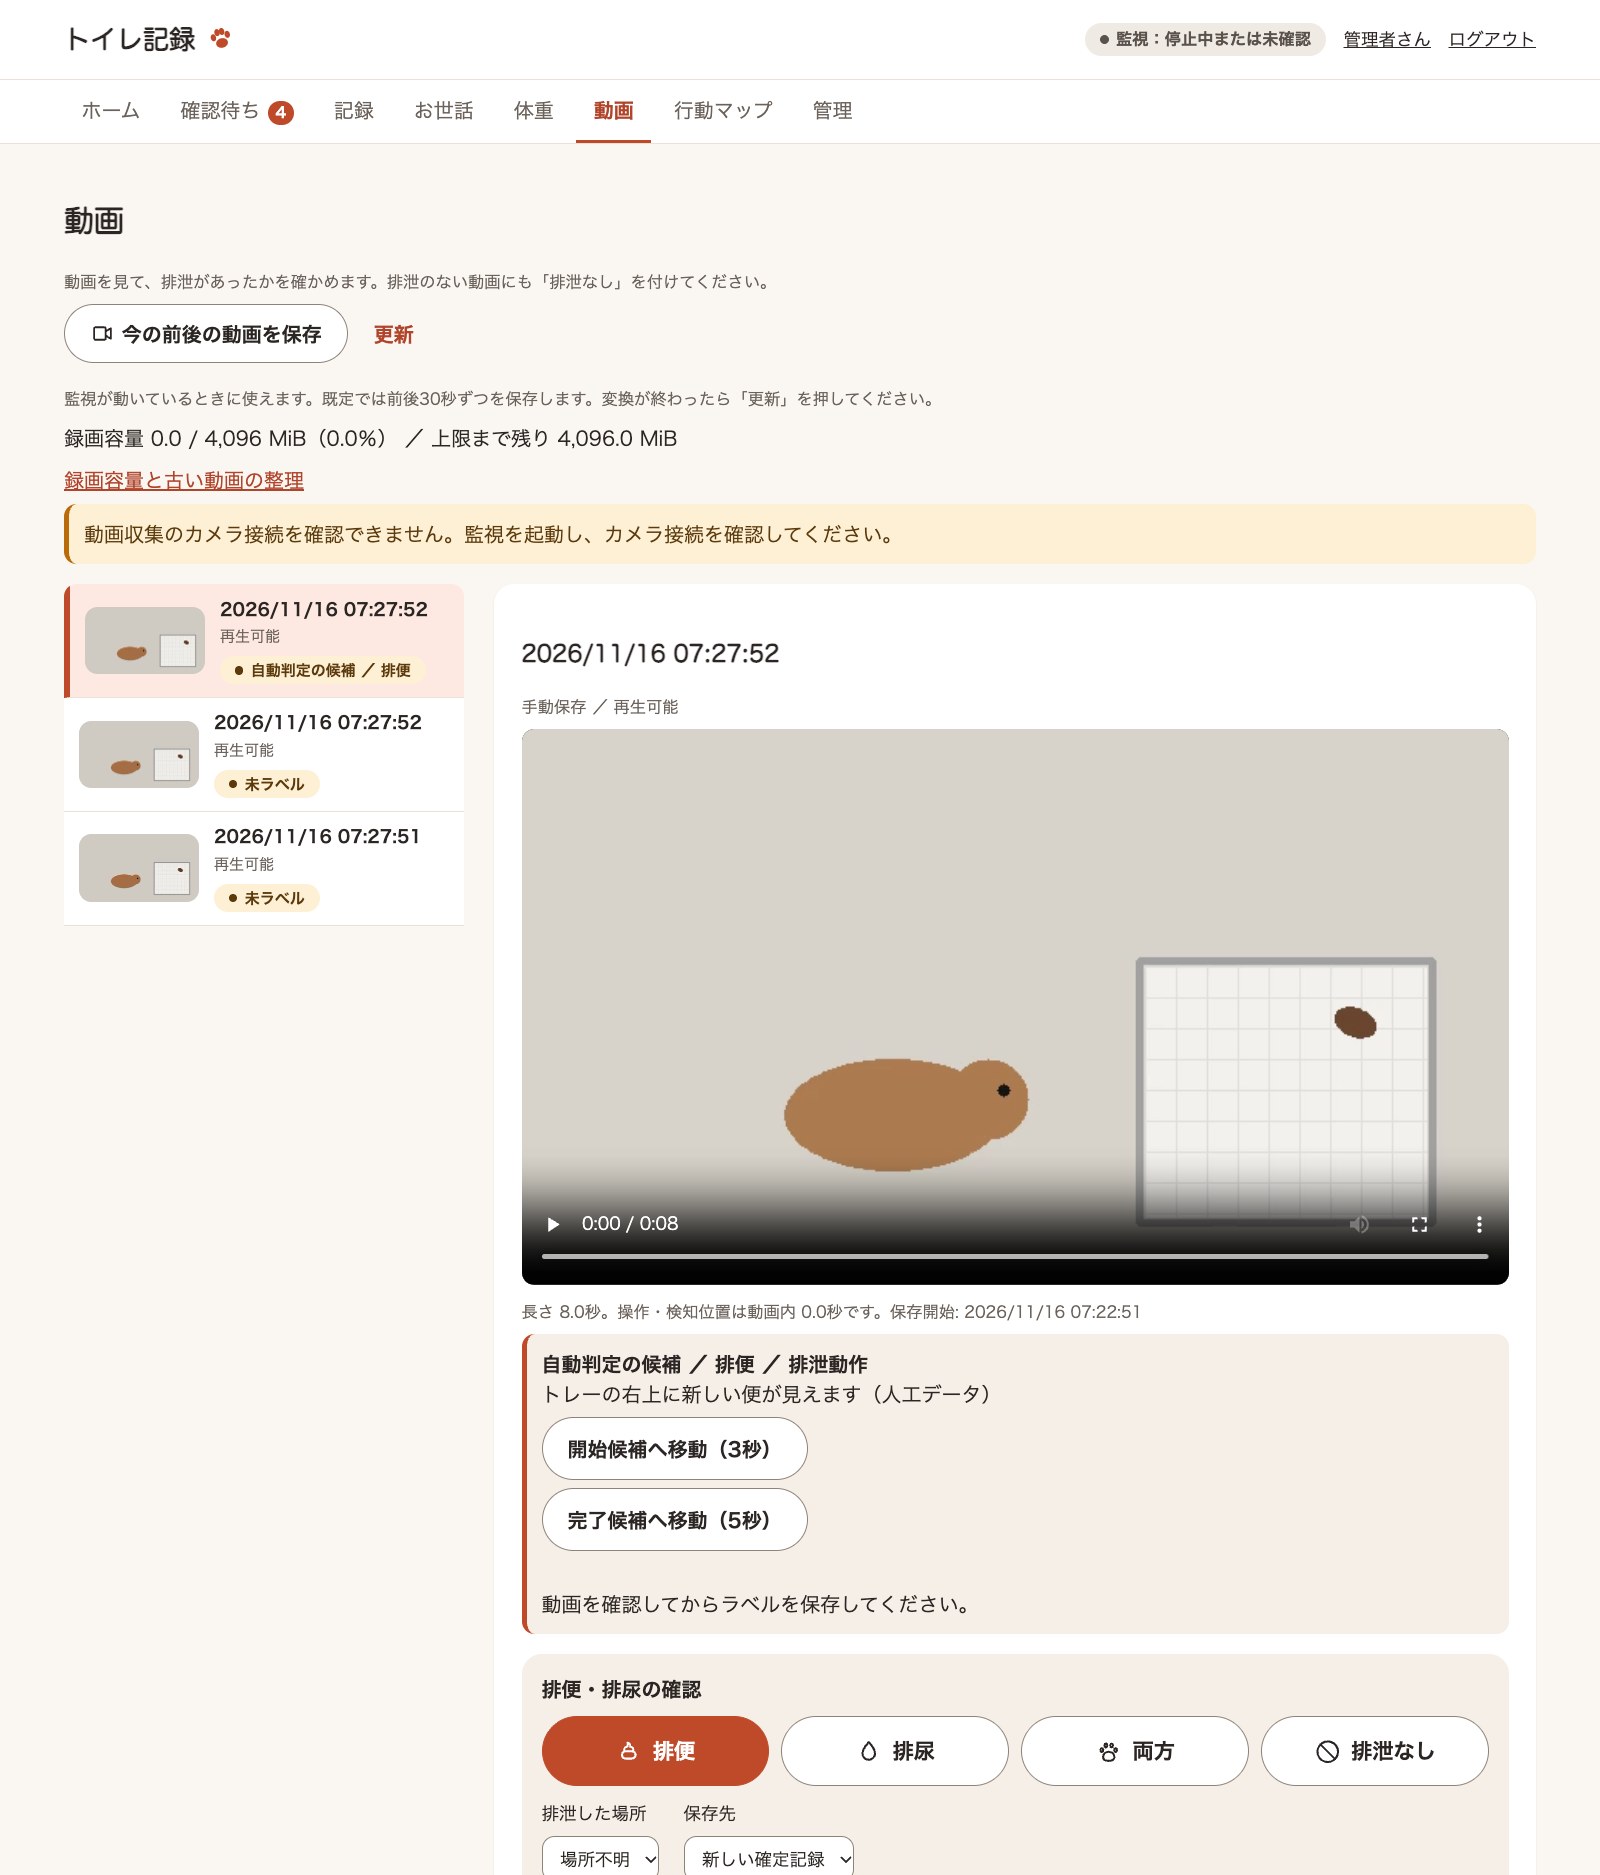 トイレ記録
監視：停止中または未確認
管理者さん
ログアウト
ホーム
確認待ち 4
記録
お世話
体重
動画
行動マップ
管理
動画
動画を見て、排泄があったかを確かめます。排泄のない動画にも「排泄なし」を付けてください。
今の前後の動画を保存
更新
監視が動いているときに使えます。既定では前後30秒ずつを保存します。変換が終わったら「更新」を押してください。
録画容量 0.0 / 4,096 MiB（0.0%） ／ 上限まで残り 4,096.0 MiB
録画容量と古い動画の整理
動画収集のカメラ接続を確認できません。監視を起動し、カメラ接続を確認してください。
2026/11/16 07:27:52
再生可能
自動判定の候補 ／ 排便
2026/11/16 07:27:52
再生可能
未ラベル
2026/11/16 07:27:51
再生可能
未ラベル
2026/11/16 07:27:52
手動保存 ／ 再生可能
0:00 / 0:08
長さ 8.0秒。操作・検知位置は動画内 0.0秒です。保存開始: 2026/11/16 07:22:51
自動判定の候補 ／ 排便 ／ 排泄動作
トレーの右上に新しい便が見えます（人工データ）
開始候補へ移動（3秒）
完了候補へ移動（5秒）
動画を確認してからラベルを保存してください。
排便・排尿の確認
排便
排尿
両方
排泄なし
排泄した場所
保存先
場所不明
新しい確定記録